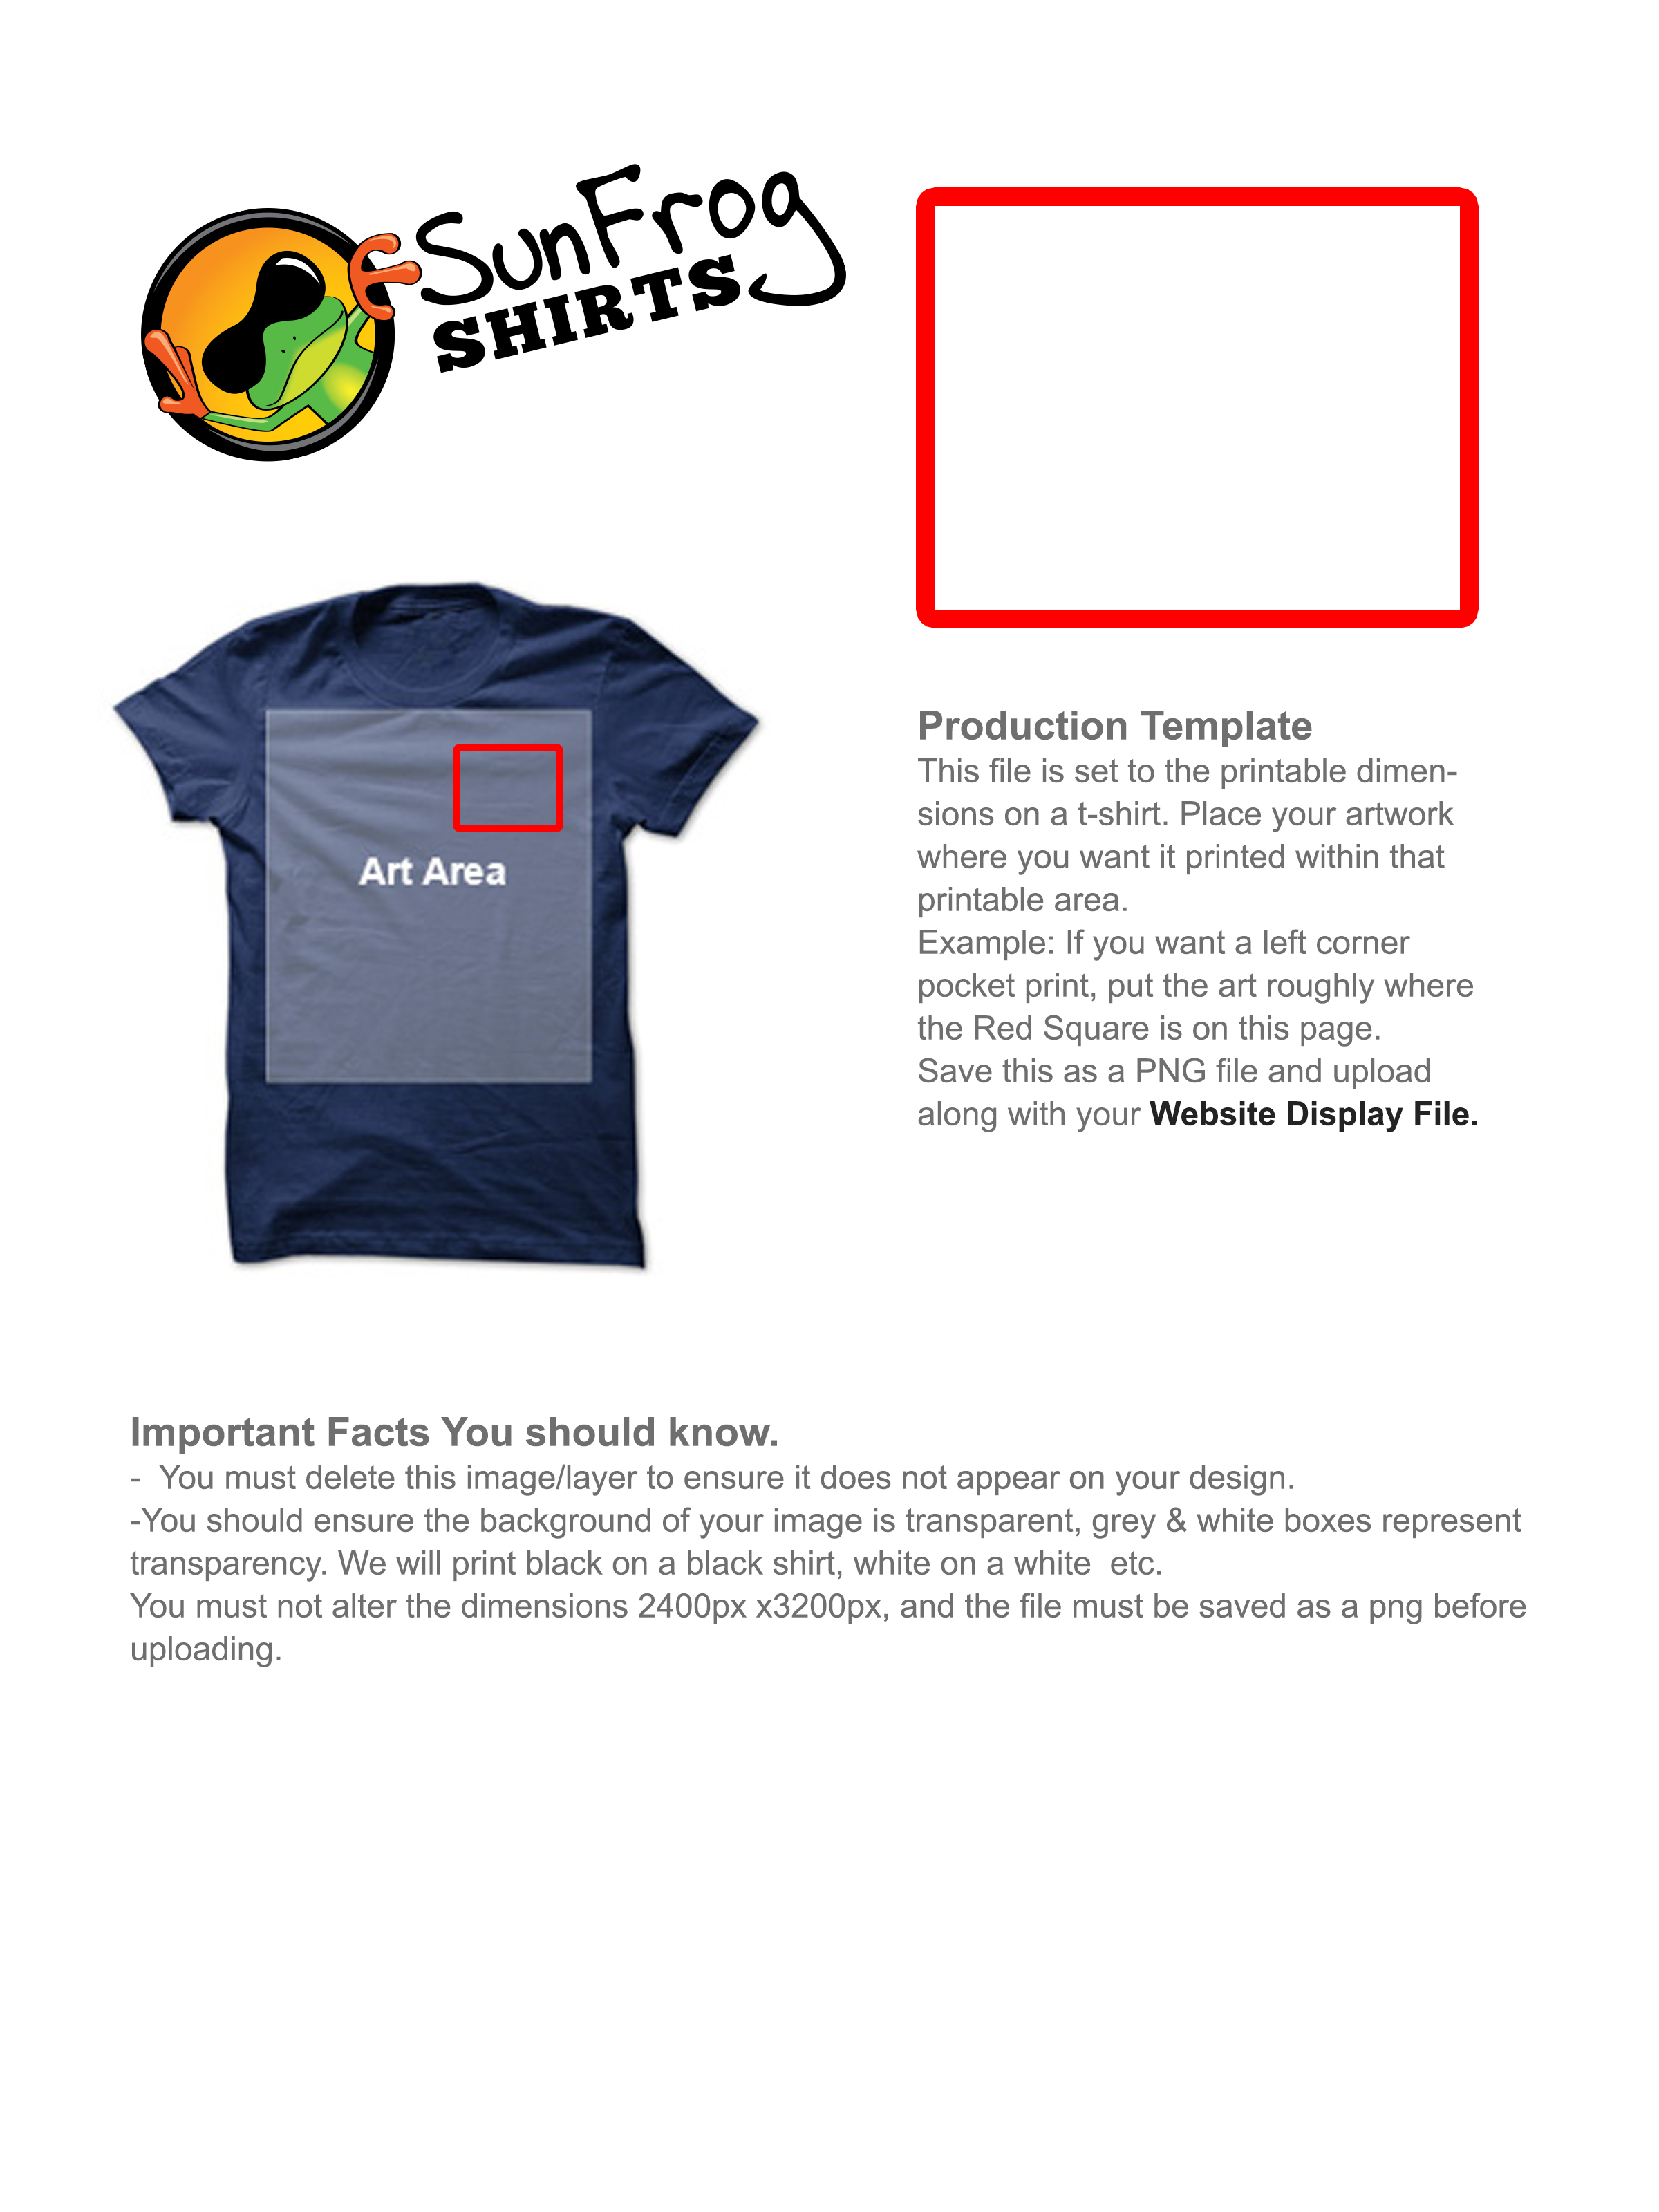 SunFrog
SHIRTS
Art Area
Production Template
This file is set to the printable dimen-
sions on a t-shirt. Place your artwork
where you want it printed within that
printable area.
Example: If you want a left corner
pocket print, put the art roughly where
the Red Square is on this page.
Save this as a PNG file and upload
along with your Website Display File.
Important Facts You should know.
-  You must delete this image/layer to ensure it does not appear on your design.
-You should ensure the background of your image is transparent, grey & white boxes represent
transparency. We will print black on a black shirt, white on a white  etc.
You must not alter the dimensions 2400px x3200px, and the file must be saved as a png before
uploading.